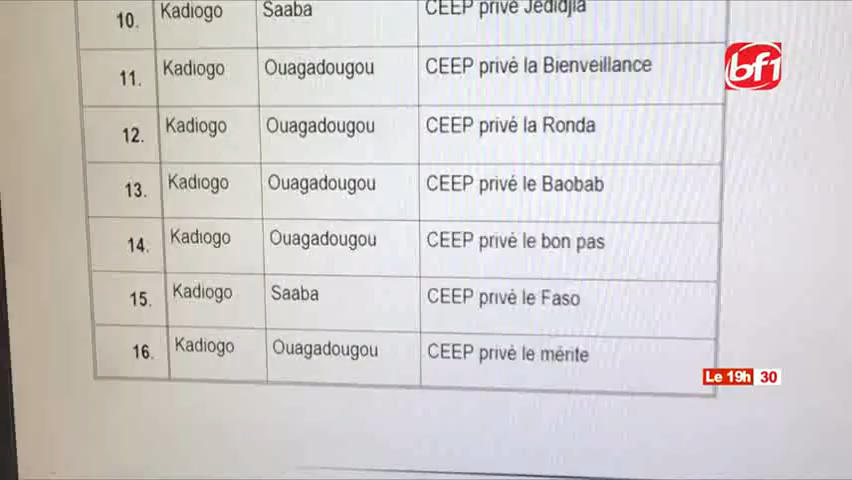 10. Kadiogo Saaba CEEP privé Jedidjia
11. Kadiogo Ouagadougou CEEP privé la Bienveillance
12. Kadiogo Ouagadougou CEEP privé la Ronda
13. Kadiogo Ouagadougou CEEP privé le Baobab
14. Kadiogo Ouagadougou CEEP privé le bon pas
15. Kadiogo Saaba CEEP privé le Faso
16. Kadiogo Ouagadougou CEEP privé le mérite
bf1
Le 19h 30